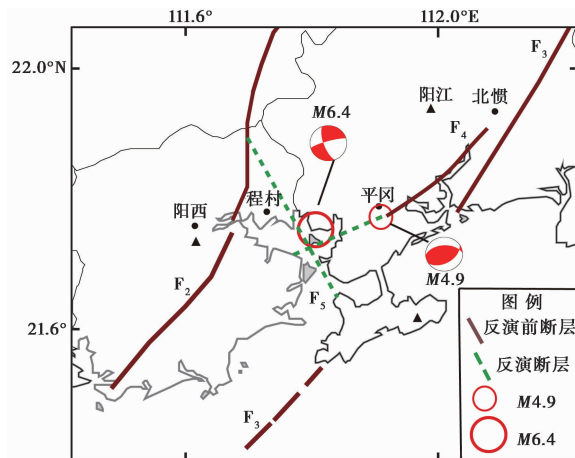 111.6° 112.0°E
22.0°N
21.6°
F₃
阳江 北惯
M6.4
F₄
程村 平冈
阳西
M4.9
F₂
F₅
F₃
图 例
反演前断层
反演断层
M4.9
M6.4